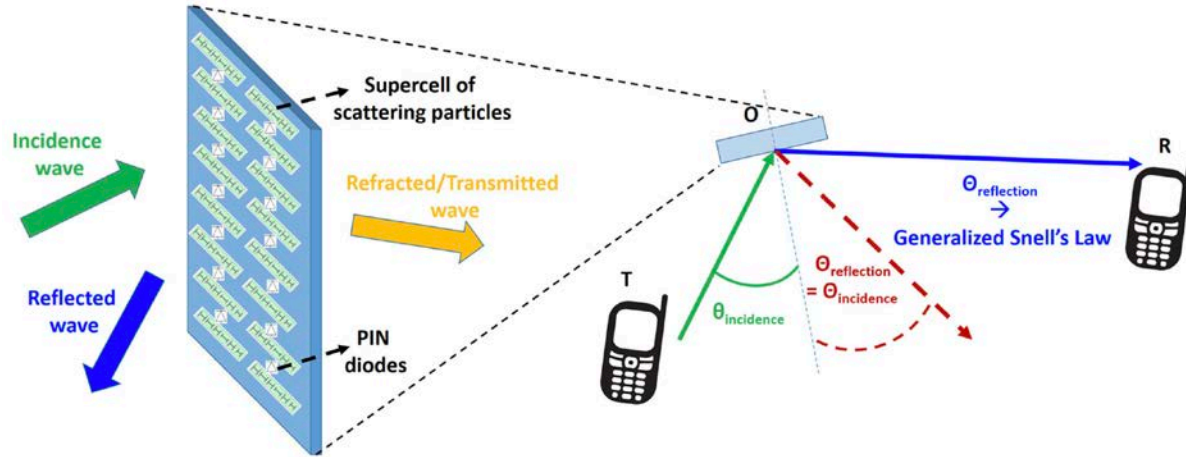 Supercell of
scattering particles
Incidence
wave
Refracted/Transmitted
wave
Reflected
wave
PIN
diodes
O
R
T
Θreflection
→
Generalized Snell's Law
Θreflection
= Θincidence
θincidence